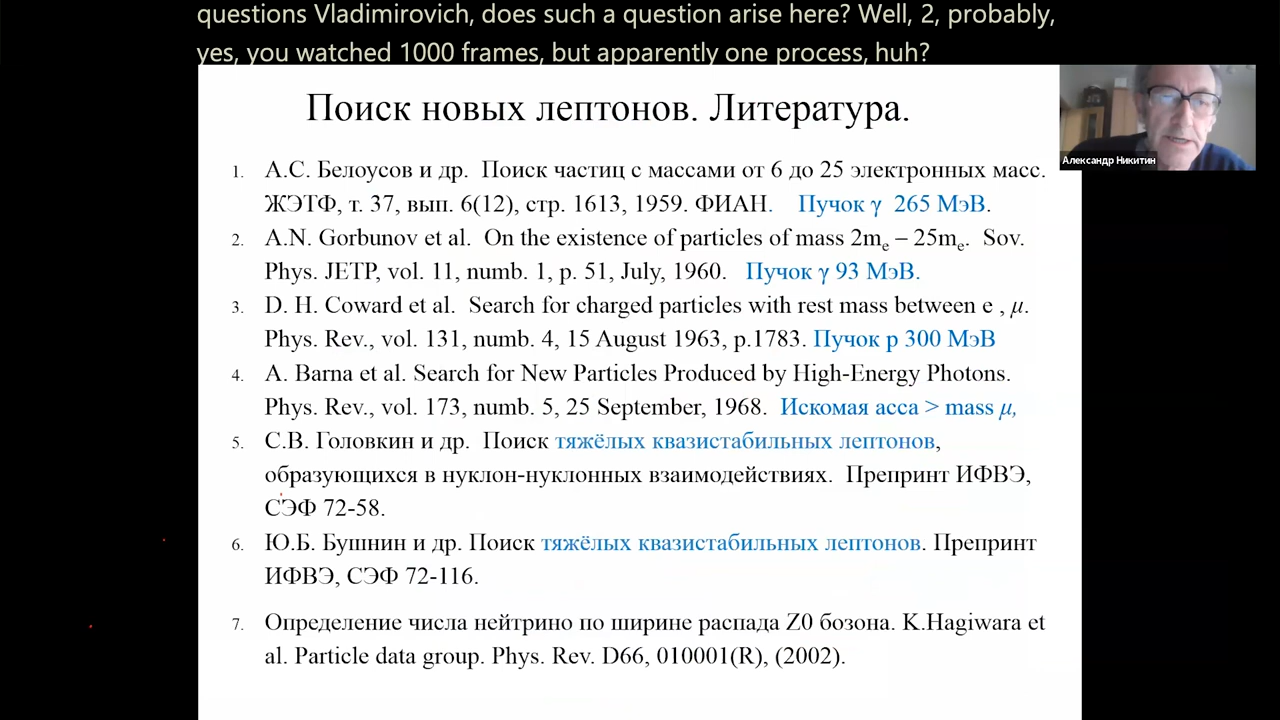 questions Vladimirovich, does such a question arise here? Well, 2, probably,
yes, you watched 1000 frames, but apparently one process, huh?
Поиск новых лептонов. Литература.
Александр Никитин
1. А.С. Белоусов и др. Поиск частиц с массами от 6 до 25 электронных масс.
ЖЭТФ, т. 37, вып. 6(12), стр. 1613, 1959. ФИАН. Пучок γ 265 МэВ.
2. A.N. Gorbunov et al. On the existence of particles of mass 2mₑ – 25mₑ. Sov.
Phys. JETP, vol. 11, numb. 1, p. 51, July, 1960. Пучок γ 93 МэВ.
3. D. H. Coward et al. Search for charged particles with rest mass between e , μ.
Phys. Rev., vol. 131, numb. 4, 15 August 1963, p.1783. Пучок p 300 МэВ
4. A. Barna et al. Search for New Particles Produced by High-Energy Photons.
Phys. Rev., vol. 173, numb. 5, 25 September, 1968. Искомая асса > mass μ,
5. С.В. Головкин и др. Поиск тяжёлых квазистабильных лептонов,
образующихся в нуклон-нуклонных взаимодействиях. Препринт ИФВЭ,
СЭФ 72-58.
6. Ю.Б. Бушнин и др. Поиск тяжёлых квазистабильных лептонов. Препринт
ИФВЭ, СЭФ 72-116.
7. Определение числа нейтрино по ширине распада Z0 бозона. K.Hagiwara et
al. Particle data group. Phys. Rev. D66, 010001(R), (2002).